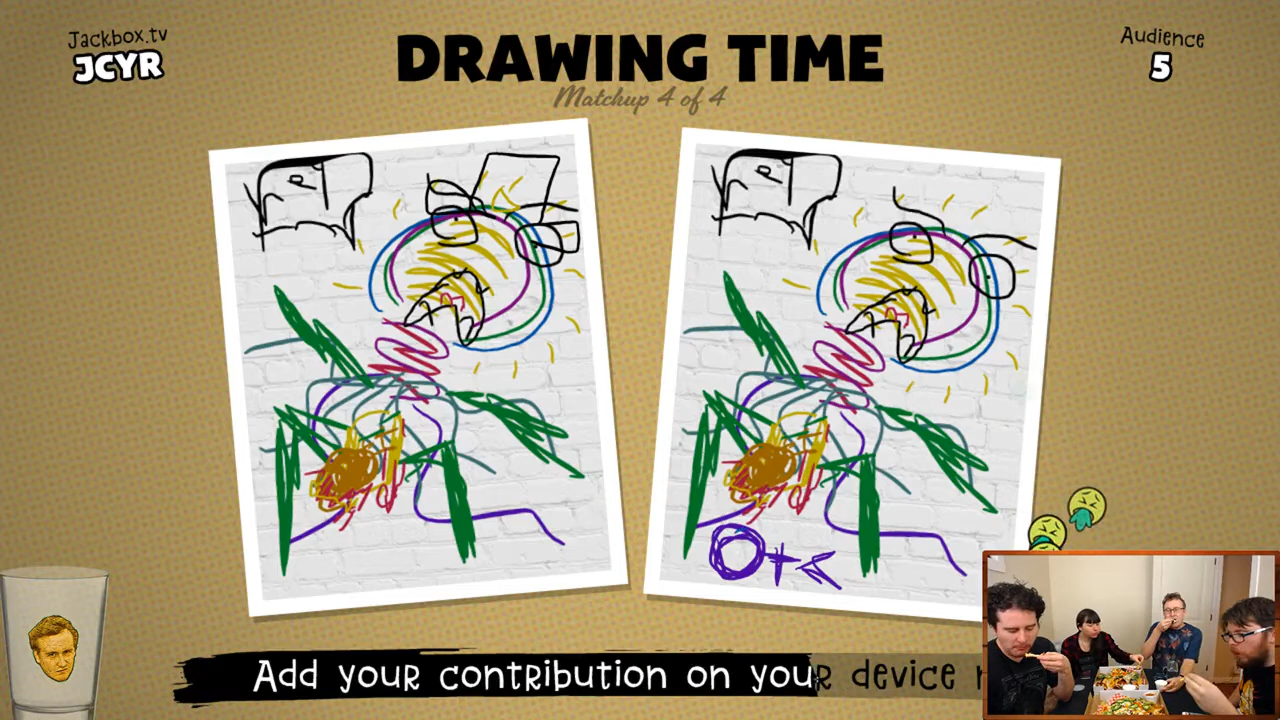 Jackbox.tv
JCYR
DRAWING TIME
Matchup 4 of 4
Audience
5
Add your contribution on your device